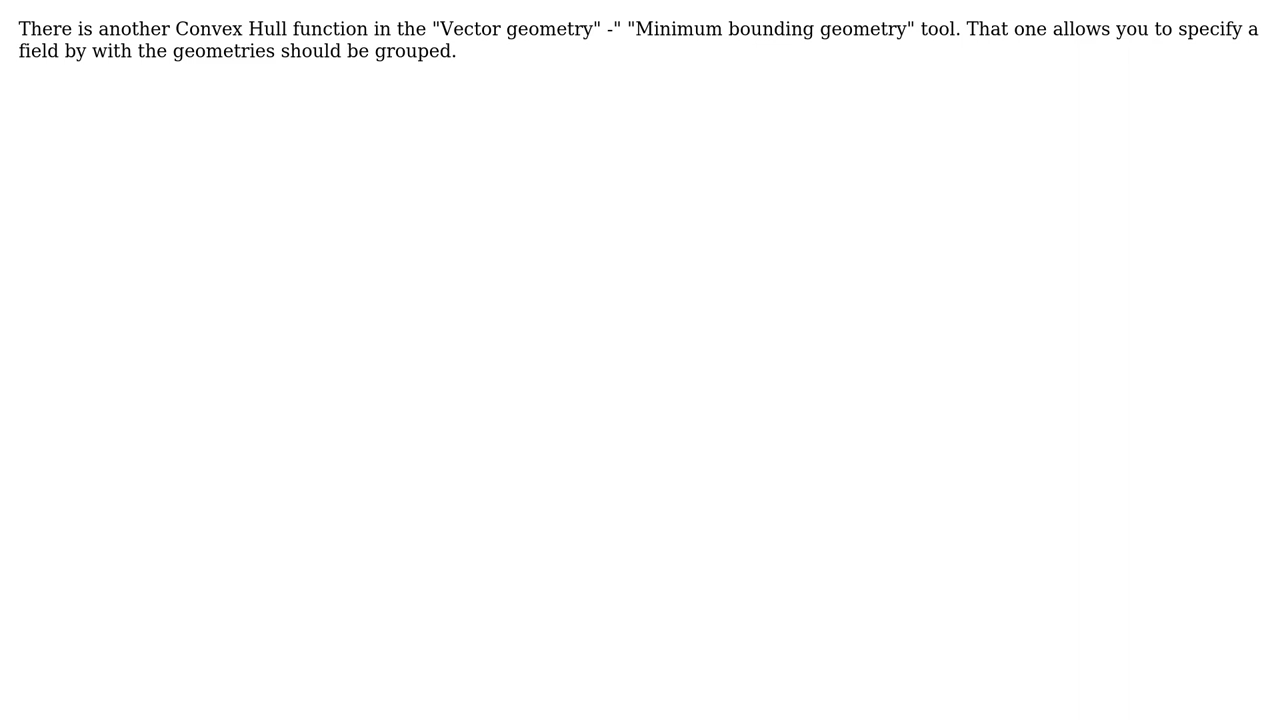 There is another Convex Hull function in the "Vector geometry" -" "Minimum bounding geometry" tool. That one allows you to specify a
field by with the geometries should be grouped.